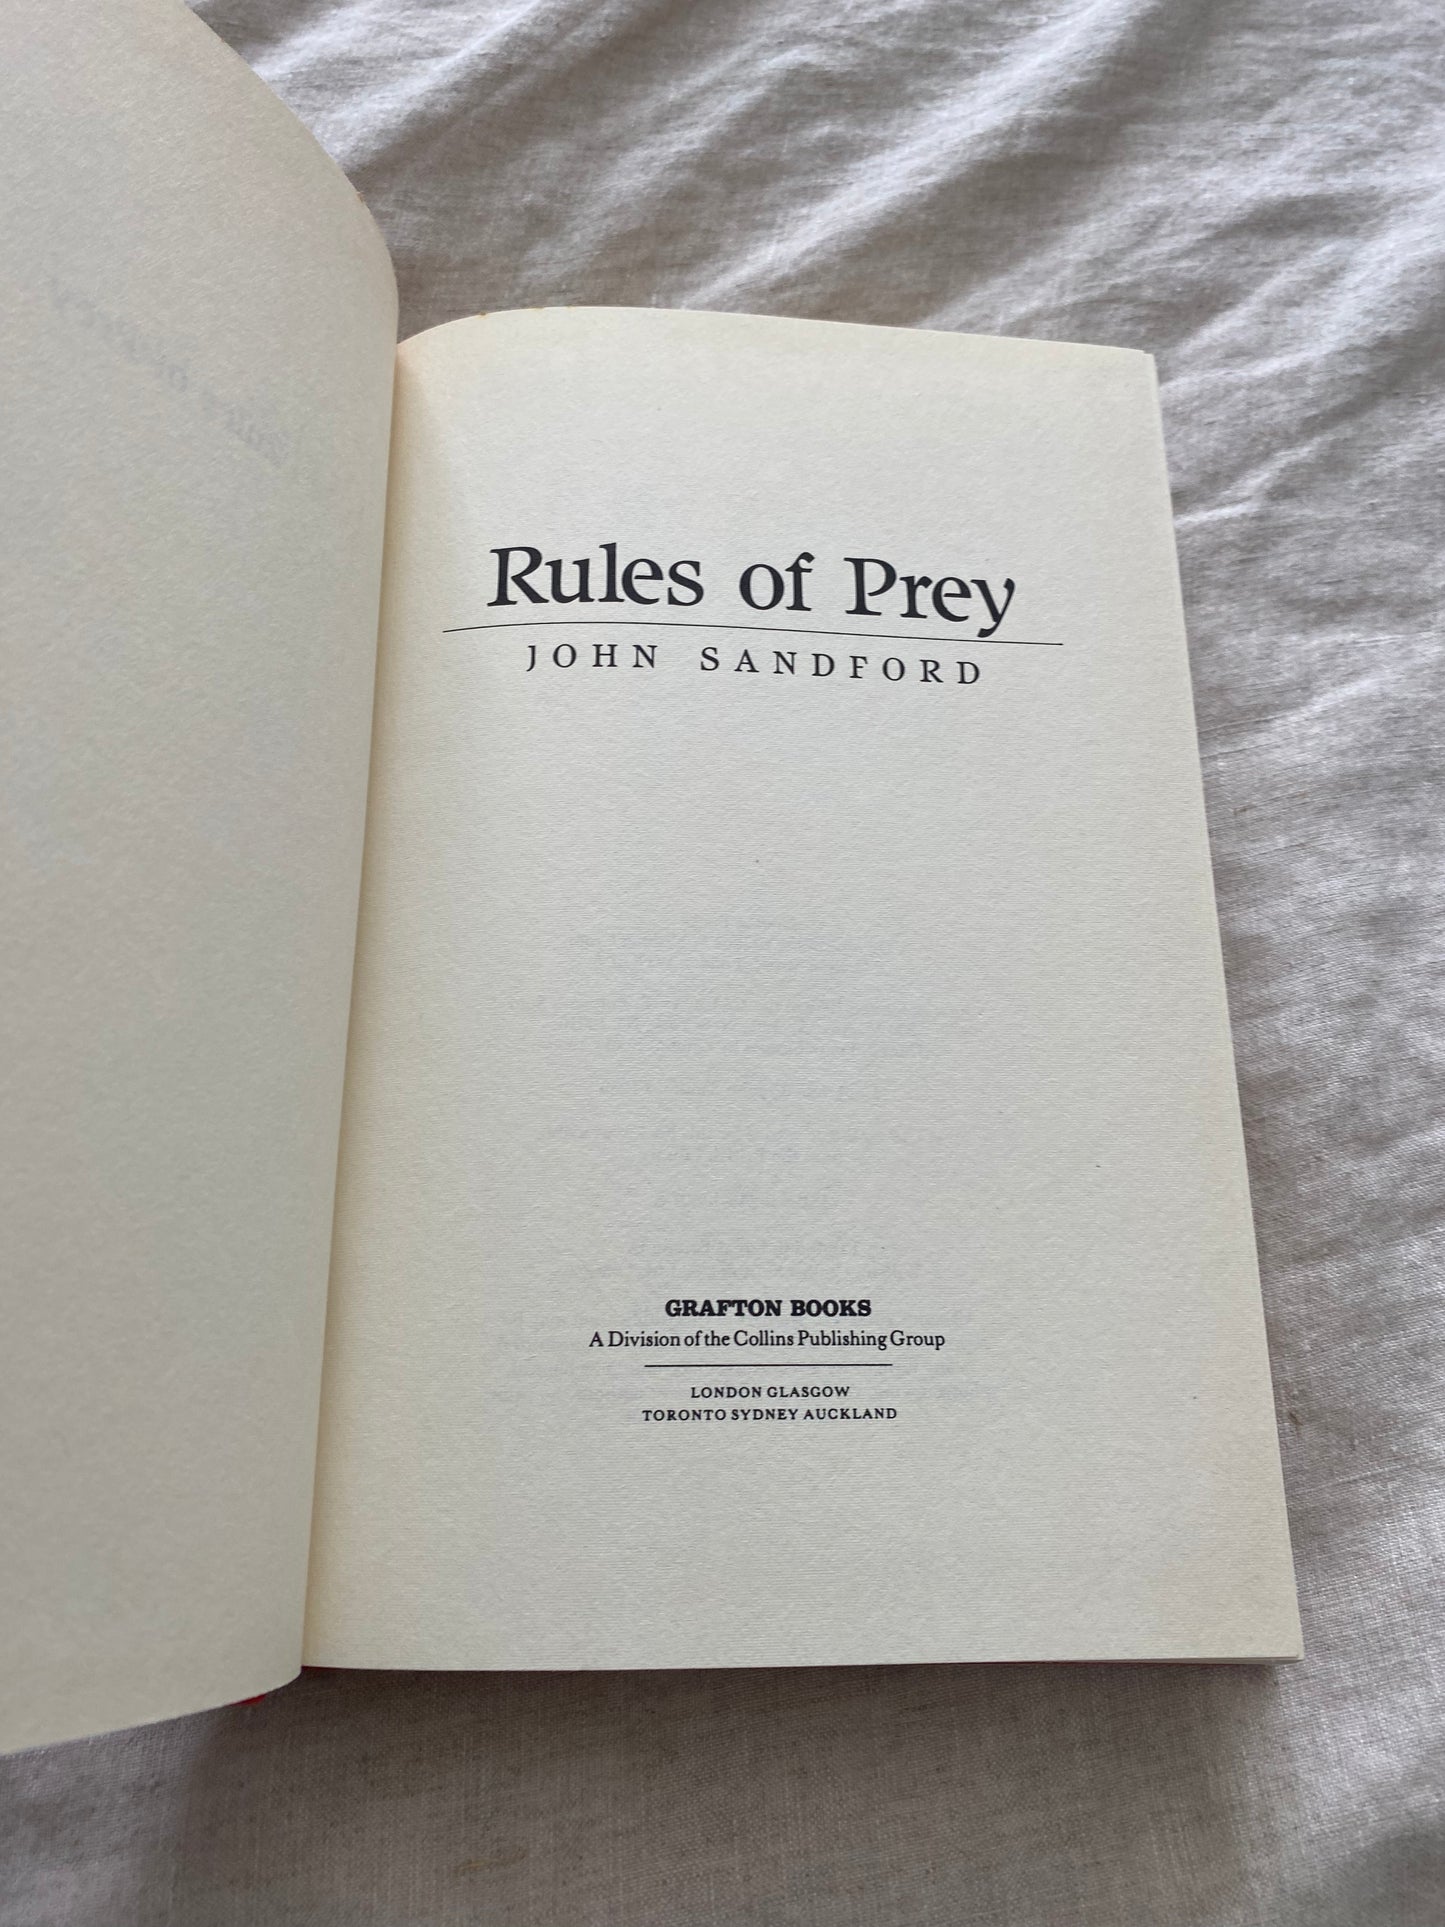 Rules of Prey
JOHN SANDFORD
GRAFTON BOOKS
A Division of the Collins Publishing Group
LONDON GLASGOW
TORONTO SYDNEY AUCKLAND